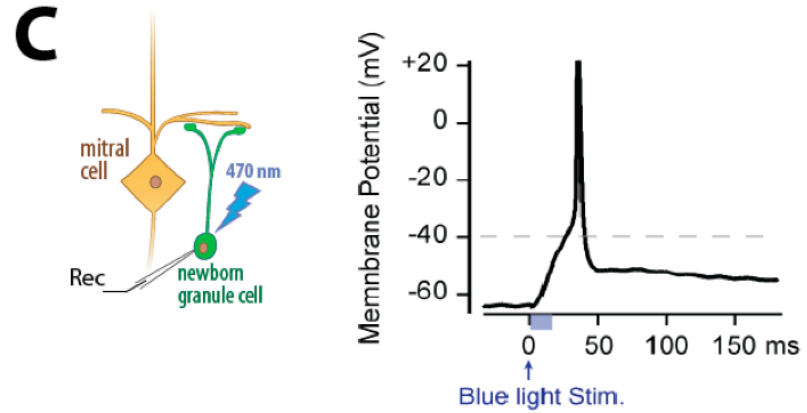 C
mitral
cell
470 nm
Rec
newborn
granule cell
Memnbrane Potential (mV)
+20
0
-20
-40
-60
0 50 100 150 ms
Blue light Stim.